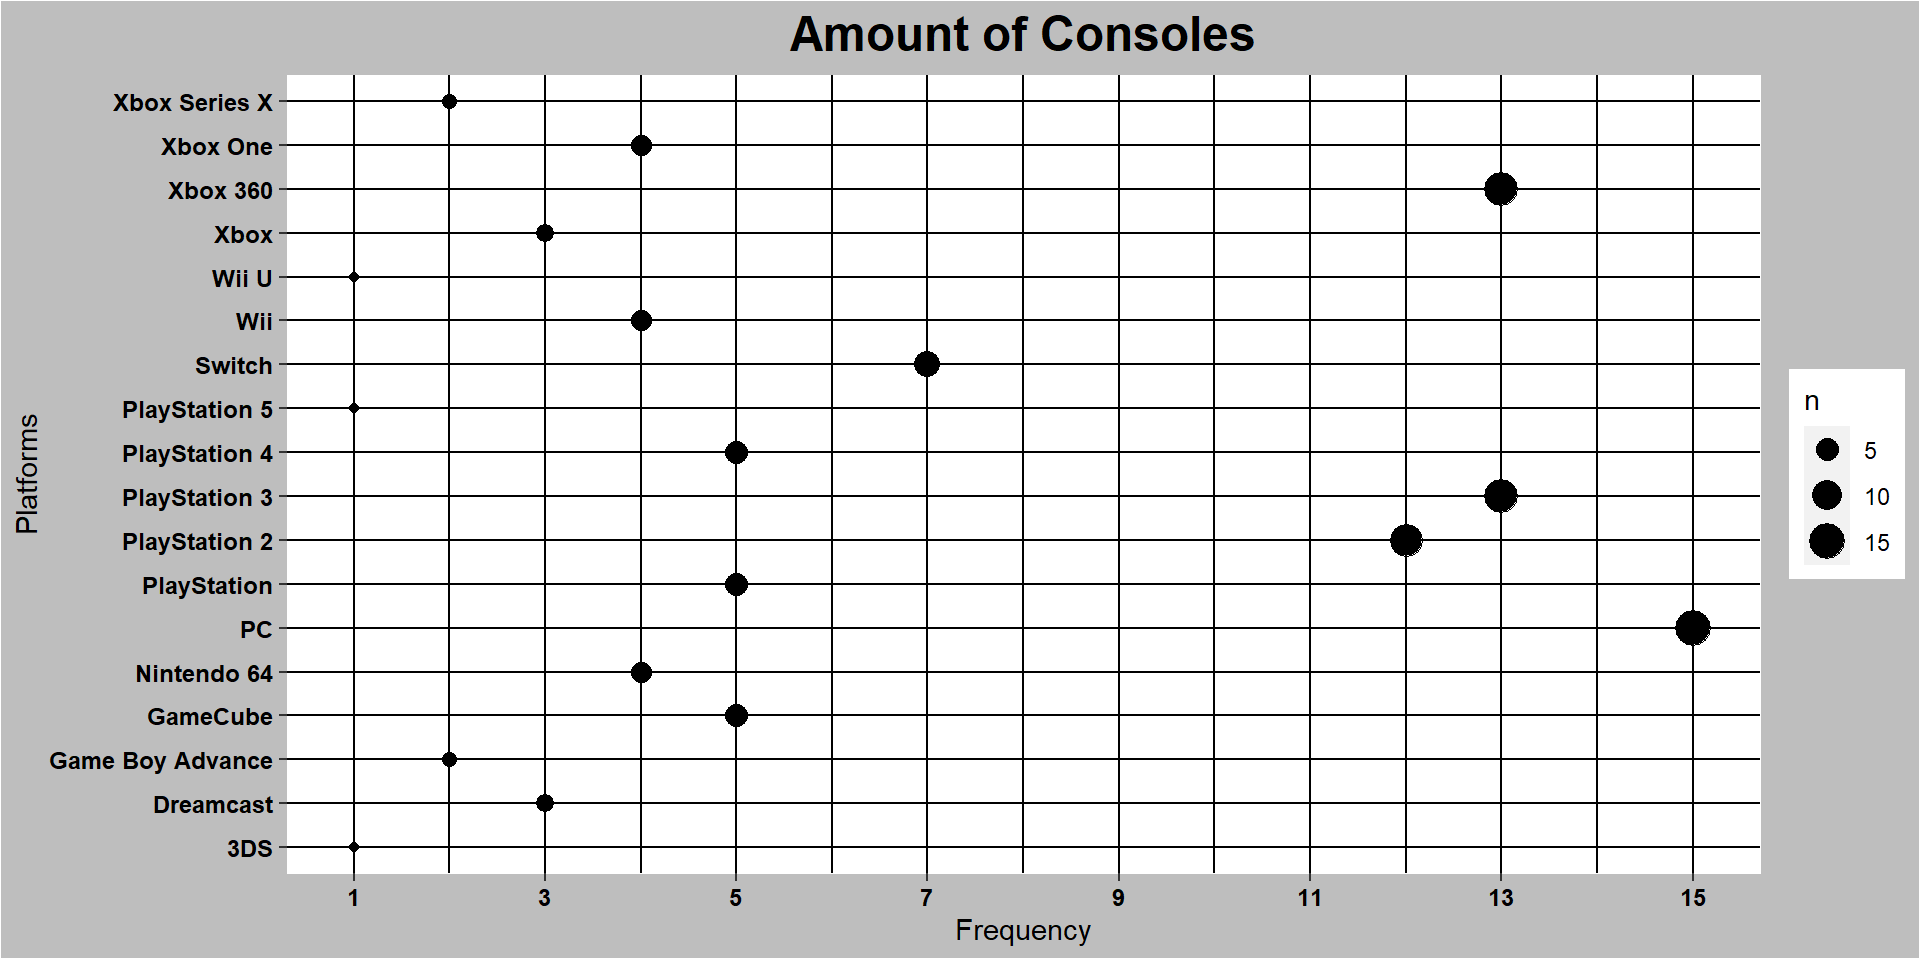 Amount of Consoles
Platforms
Xbox Series X
Xbox One
Xbox 360
Xbox
Wii U
Wii
Switch
PlayStation 5
PlayStation 4
PlayStation 3
PlayStation 2
PlayStation
PC
Nintendo 64
GameCube
Game Boy Advance
Dreamcast
3DS
1 3 5 7 9 11 13 15
Frequency
n
5
10
15